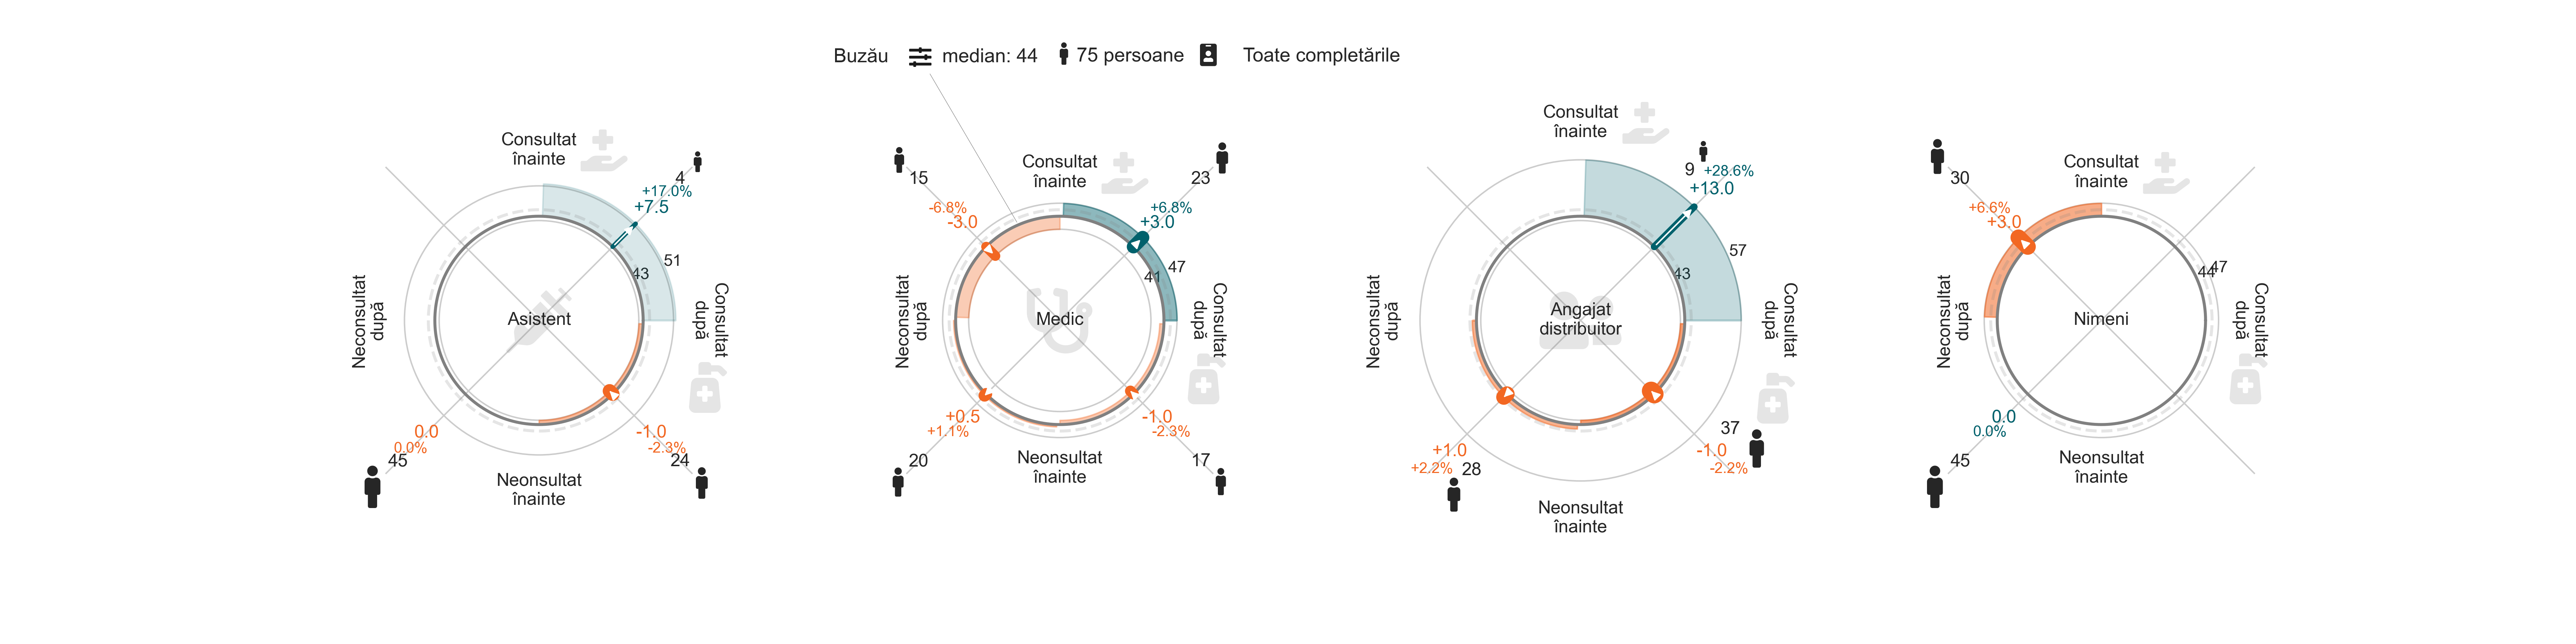 Buzău median: 44 75 persoane Toate completările
Consultat
înainte
4
+17.0%
+7.5
51
43
Neconsultat
după
Asistent
Consultat
după
0.0
0.0%
45
-1.0
-2.3%
24
Neonsultat
înainte
15
-6.8%
-3.0
Consultat
înainte
23
+6.8%
+3.0
47
41
Neconsultat
după
Medic
Consultat
după
+0.5
+1.1%
20
-1.0
-2.3%
17
Neonsultat
înainte
Consultat
înainte
9
+28.6%
+13.0
57
43
Neconsultat
după
Angajat
distribuitor
Consultat
după
+1.0
+2.2%
28
37
-1.0
-2.2%
Neonsultat
înainte
30
+6.6%
+3.0
Consultat
înainte
44
47
Neconsultat
după
Nimeni
Consultat
după
0.0
0.0%
45
Neonsultat
înainte